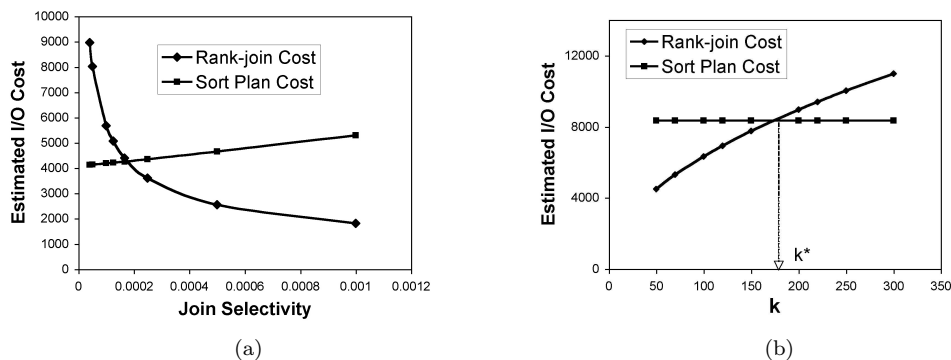 10000
9000
8000
7000
6000
5000
4000
3000
2000
1000
0
Estimated I/O Cost
Rank-join Cost
Sort Plan Cost
0 0.0002 0.0004 0.0006 0.0008 0.001 0.0012
Join Selectivity
(a)
12000
8000
4000
0
Estimated I/O Cost
Rank-join Cost
Sort Plan Cost
k*
0 50 100 150 200 250 300 350
k
(b)